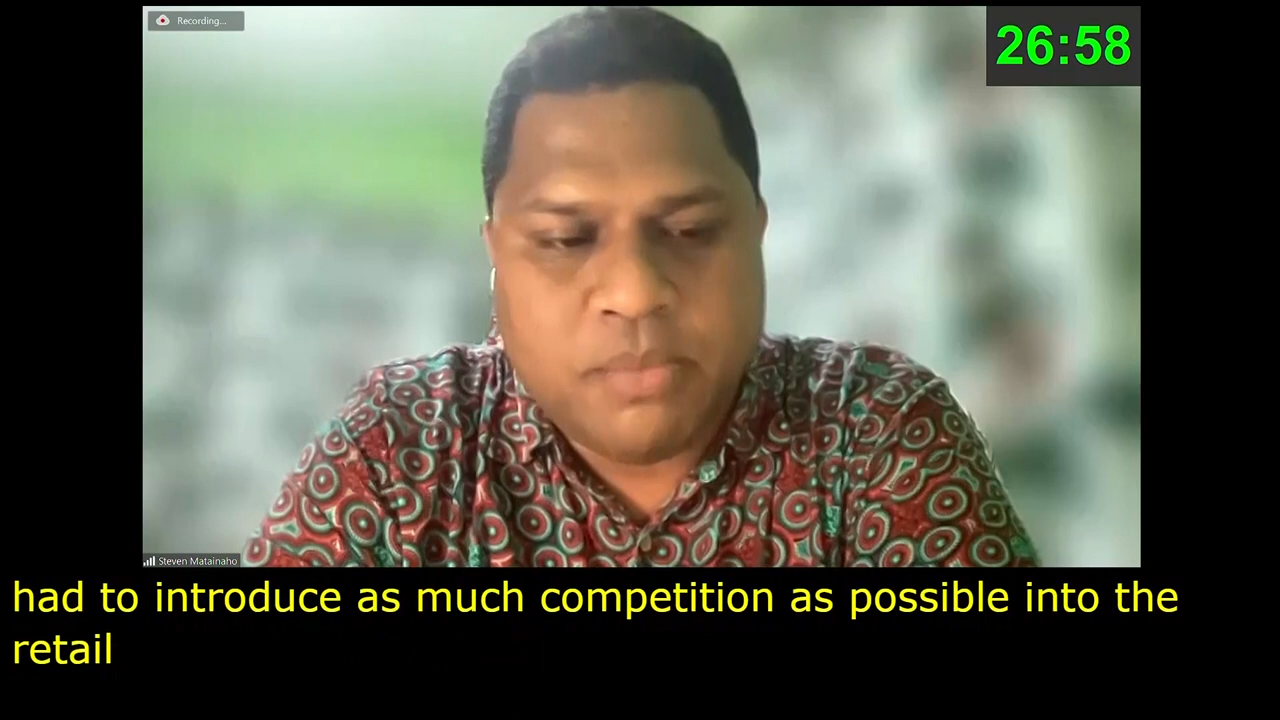 Recording...
26:58
Steven Matainaho
had to introduce as much competition as possible into the
retail